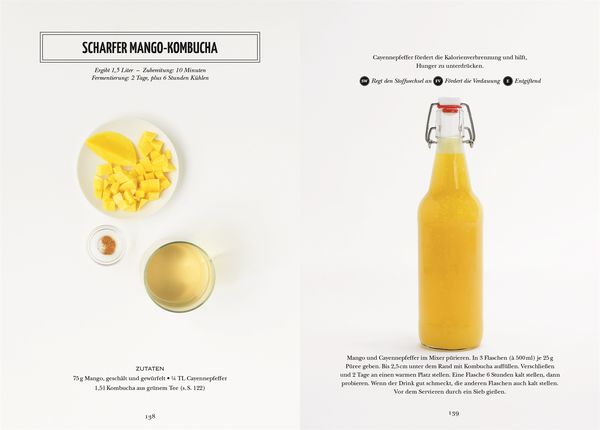 SCHARFER MANGO-KOMBUCHA
Ergibt 1,5 Liter – Zubereitung: 10 Minuten
Fermentierung: 2 Tage, plus 6 Stunden Kühlen
ZUTATEN
75 g Mango, geschält und gewürfelt • ¼ TL Cayennepfeffer
1,5 l Kombucha aus grünem Tee (s. S. 122)
138
Cayennepfeffer fördert die Kalorienverbrennung und hilft,
Hunger zu unterdrücken.
SW Regt den Stoffwechsel an FV Fördert die Verdauung E Entgiftend
Mango und Cayennepfeffer im Mixer pürieren. In 3 Flaschen (à 500 ml) je 25 g
Püree geben. Bis 2,5 cm unter dem Rand mit Kombucha auffüllen. Verschließen
und 2 Tage an einen warmen Platz stellen. Eine Flasche 6 Stunden kalt stellen, dann
probieren. Wenn der Drink gut schmeckt, die anderen Flaschen auch kalt stellen.
Vor dem Servieren durch ein Sieb gießen.
139